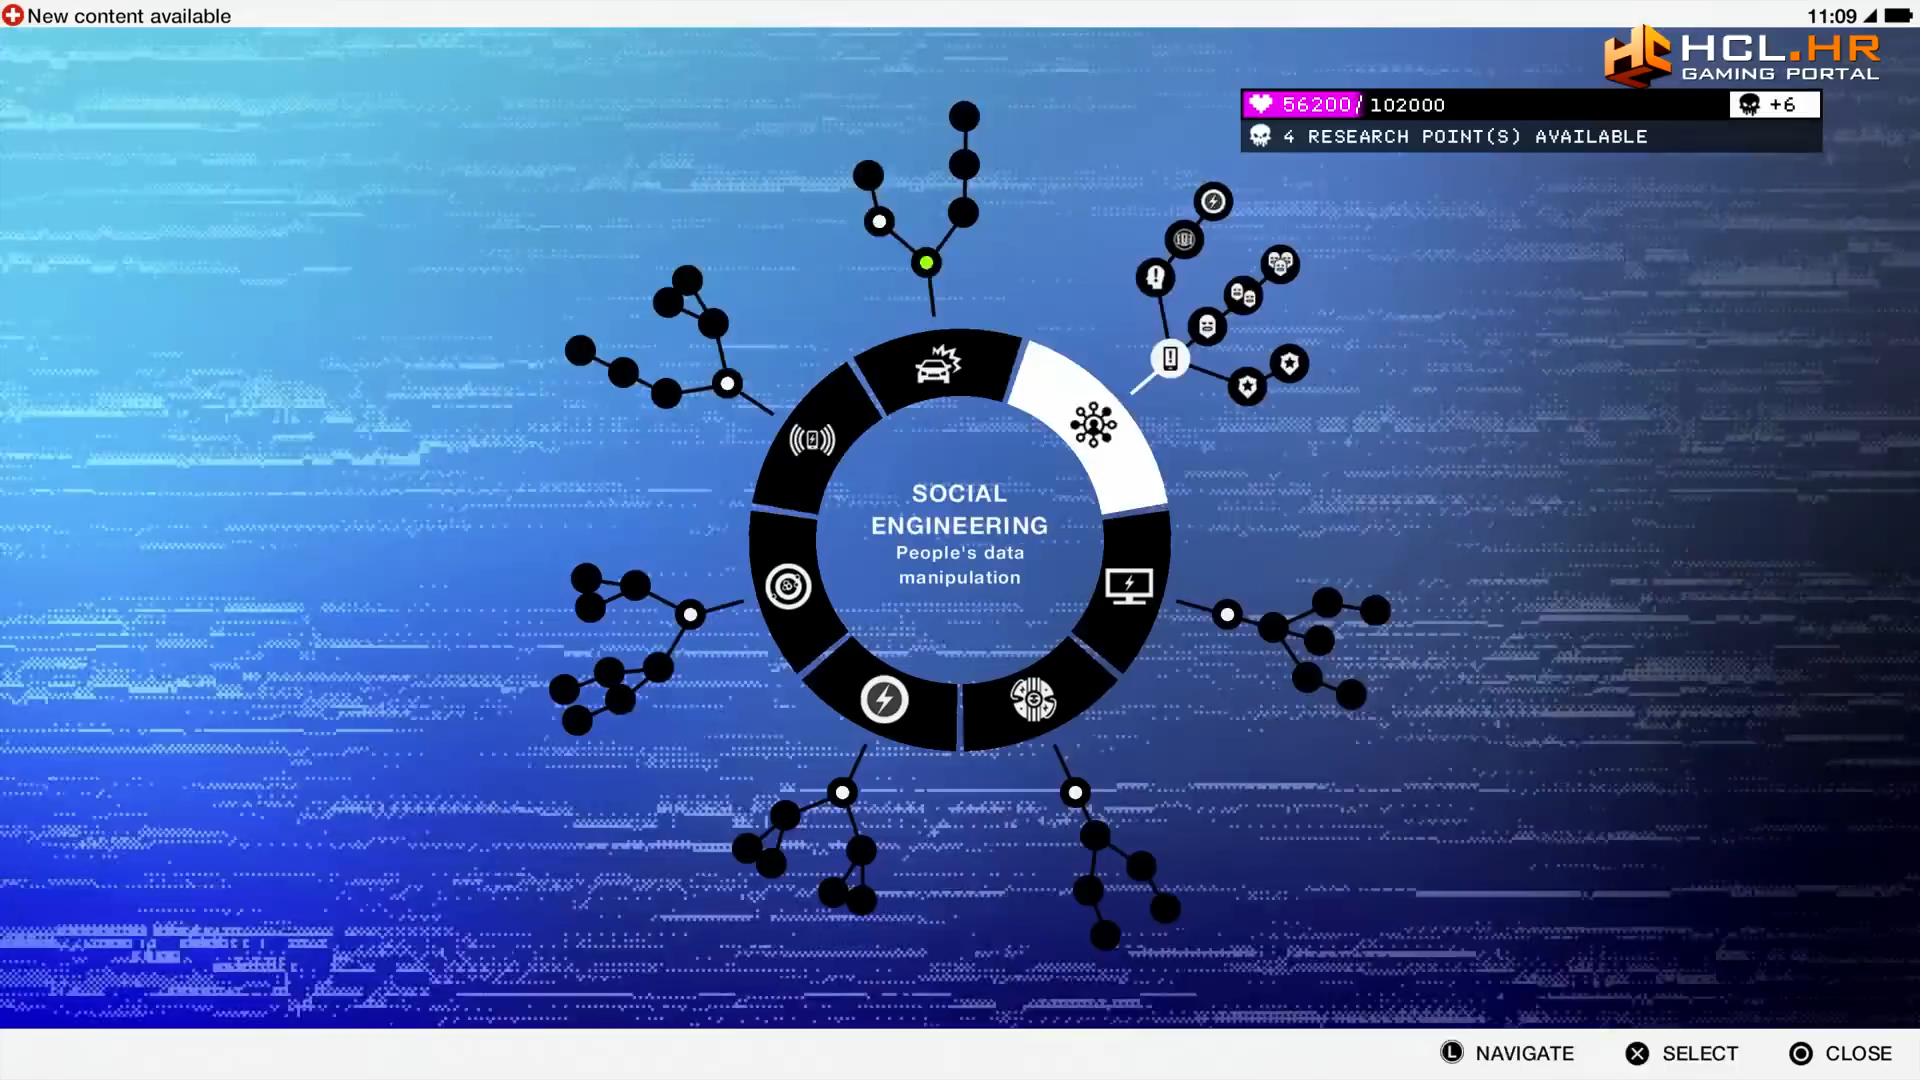 New content available
11:09
HCL.HR
GAMING PORTAL
56200/ 102000
+6
4 RESEARCH POINT(S) AVAILABLE
SOCIAL
ENGINEERING
People's data
manipulation
L NAVIGATE
SELECT
CLOSE